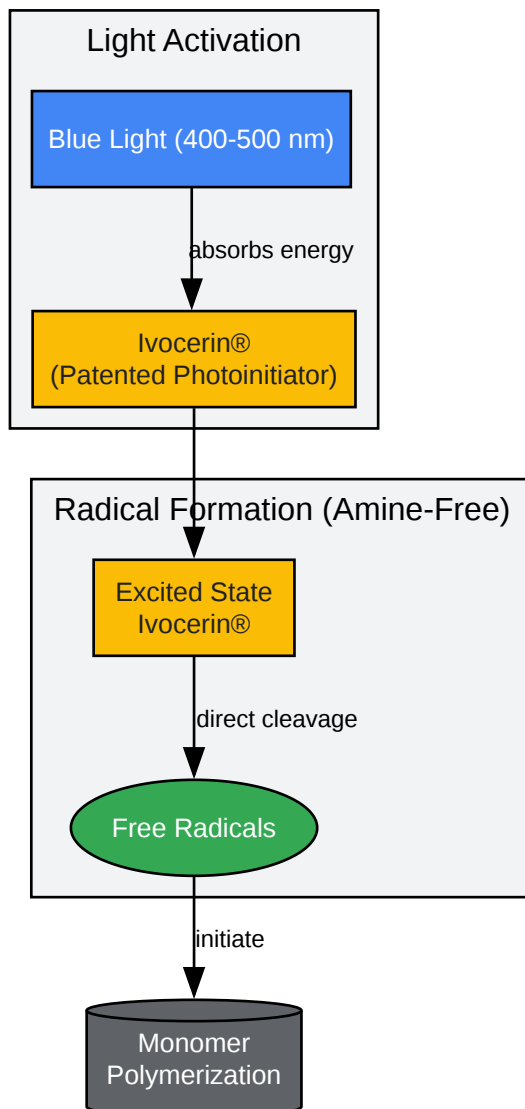 Light Activation
Blue Light (400-500 nm)
absorbs energy
Ivocerin®
(Patented Photoinitiator)
Radical Formation (Amine-Free)
Excited State
Ivocerin®
direct cleavage
Free Radicals
initiate
Monomer
Polymerization